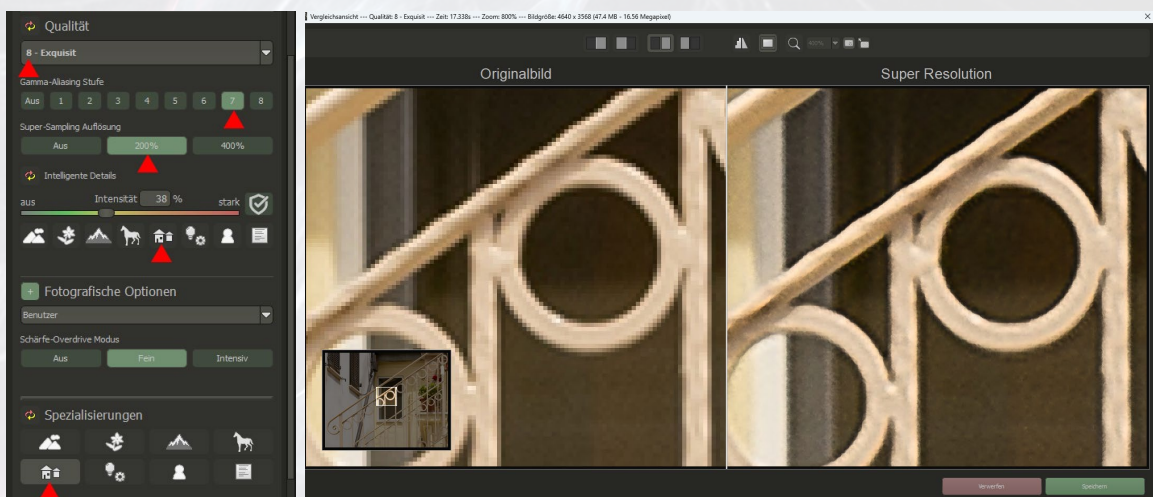 Qualität
8 - Exquisit
Gamma-Aliasing Stufe
Aus 1 2 3 4 5 6 7 8
Super-Sampling Auflösung
Aus 200% 400%
Intelligente Details
aus Intensität 38 % stark
Fotografische Optionen
Benutzer
Schärfe-Overdrive Modus
Aus Fein Intensiv
Spezialisierungen
Vergleichsansicht --- Qualität: 8 - Exquisit --- Zeit: 17.338s --- Zoom: 800% --- Bildgröße: 4640 x 3568 (47.4 MB - 16.56 Megapixel)
Originalbild Super Resolution
Verwerfen Speichern